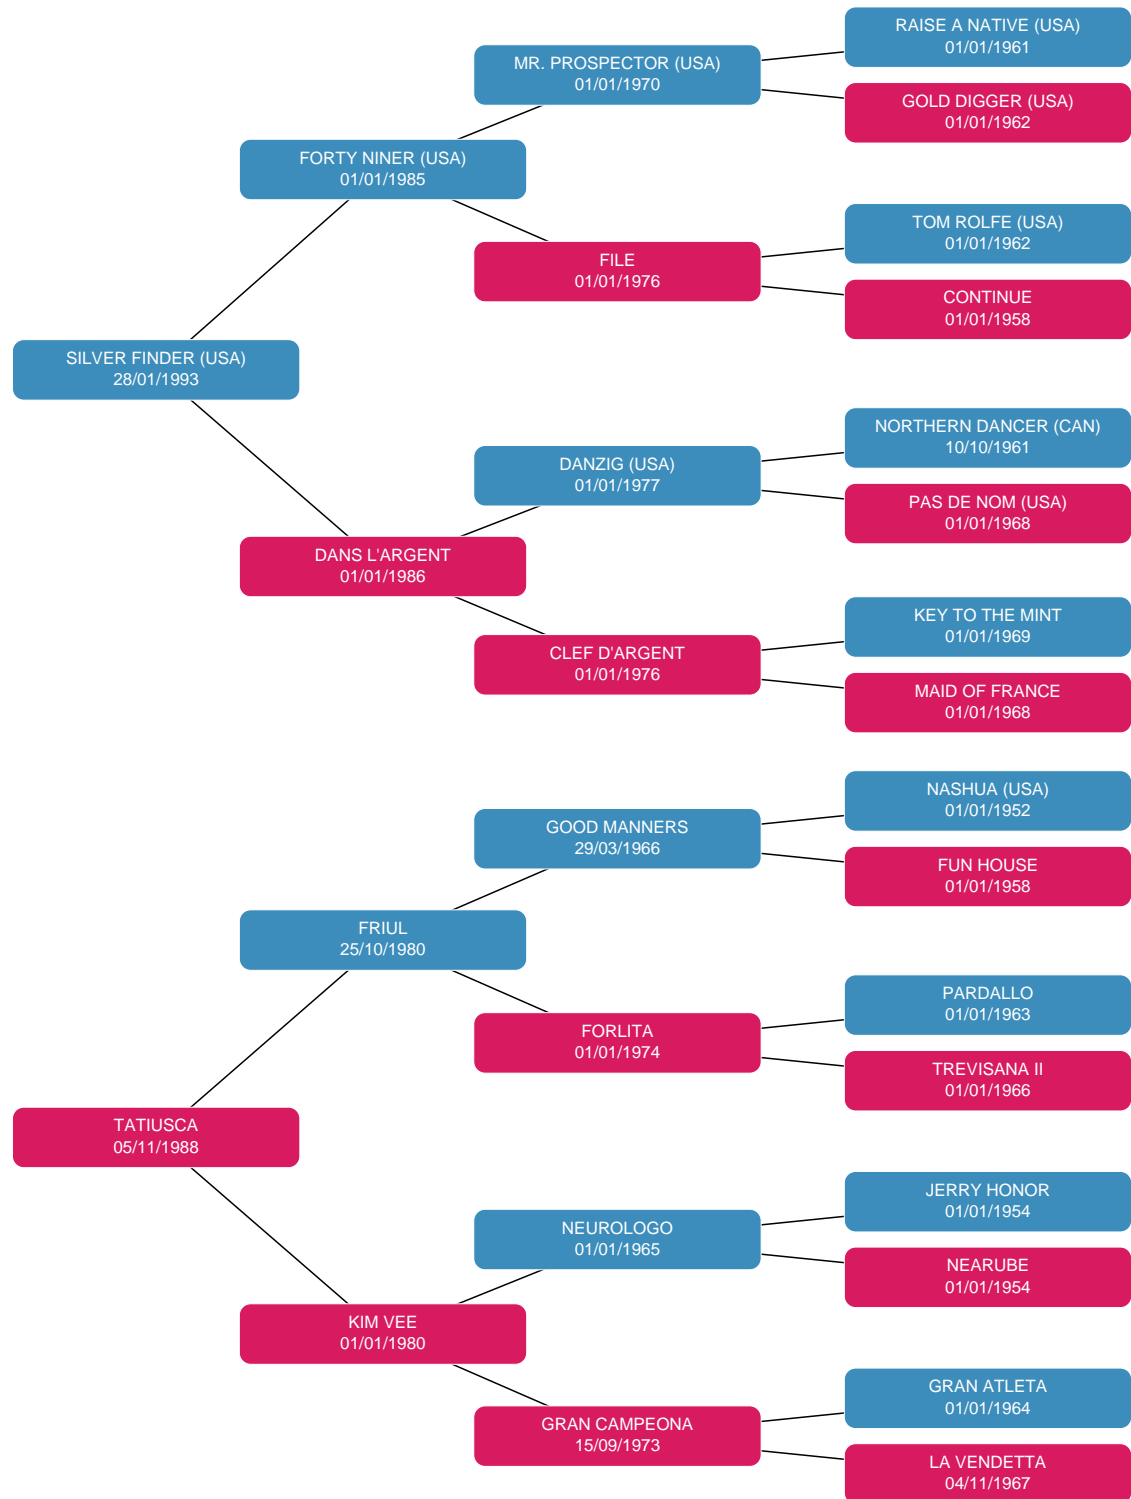 RAISE A NATIVE (USA)
01/01/1961
MR. PROSPECTOR (USA)
01/01/1970
GOLD DIGGER (USA)
01/01/1962
FORTY NINER (USA)
01/01/1985
TOM ROLFE (USA)
01/01/1962
FILE
01/01/1976
CONTINUE
01/01/1958
SILVER FINDER (USA)
28/01/1993
NORTHERN DANCER (CAN)
10/10/1961
DANZIG (USA)
01/01/1977
PAS DE NOM (USA)
01/01/1968
DANS L'ARGENT
01/01/1986
KEY TO THE MINT
01/01/1969
CLEF D'ARGENT
01/01/1976
MAID OF FRANCE
01/01/1968
NASHUA (USA)
01/01/1952
GOOD MANNERS
29/03/1966
FUN HOUSE
01/01/1958
FRIUL
25/10/1980
PARDALLO
01/01/1963
FORLITA
01/01/1974
TREVISANA II
01/01/1966
TATIUSCA
05/11/1988
JERRY HONOR
01/01/1954
NEUROLOGO
01/01/1965
NEARUBE
01/01/1954
KIM VEE
01/01/1980
GRAN ATLETA
01/01/1964
GRAN CAMPEONA
15/09/1973
LA VENDETTA
04/11/1967